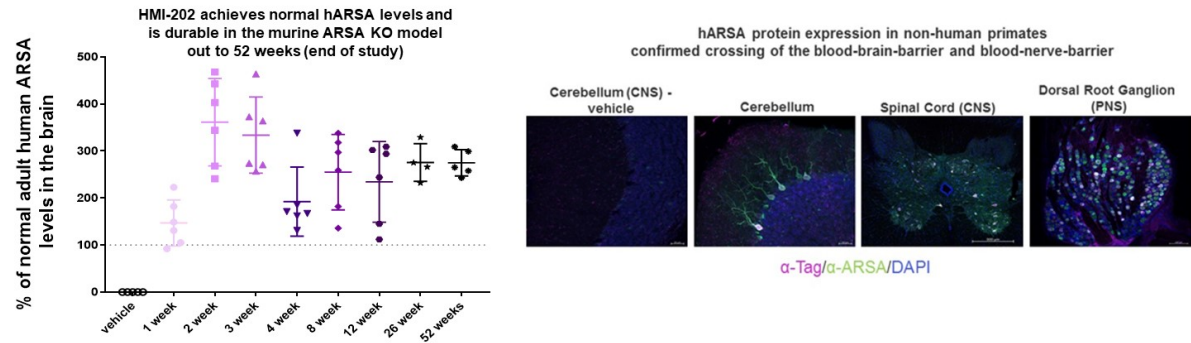 HMI-202 achieves normal hARSA levels and
is durable in the murine ARSA KO model
out to 52 weeks (end of study)
% of normal adult human ARSA
levels in the brain
500
400
300
200
100
0
vehicle
1 week
2 week
3 week
4 week
8 week
12 week
26 week
52 weeks
hARSA protein expression in non-human primates
confirmed crossing of the blood-brain-barrier and blood-nerve-barrier
Cerebellum (CNS) -
vehicle
Cerebellum
Spinal Cord (CNS)
Dorsal Root Ganglion
(PNS)
α-Tag/α-ARSA/DAPI